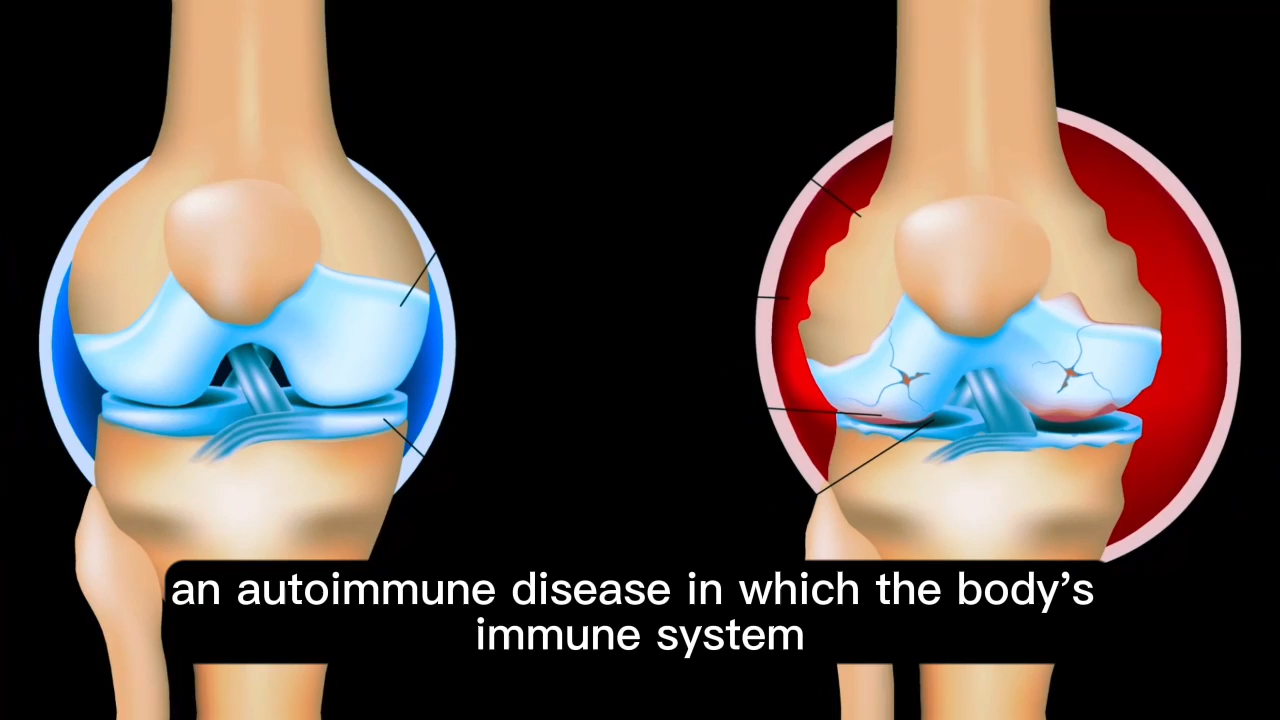 an autoimmune disease in which the body’s
immune system